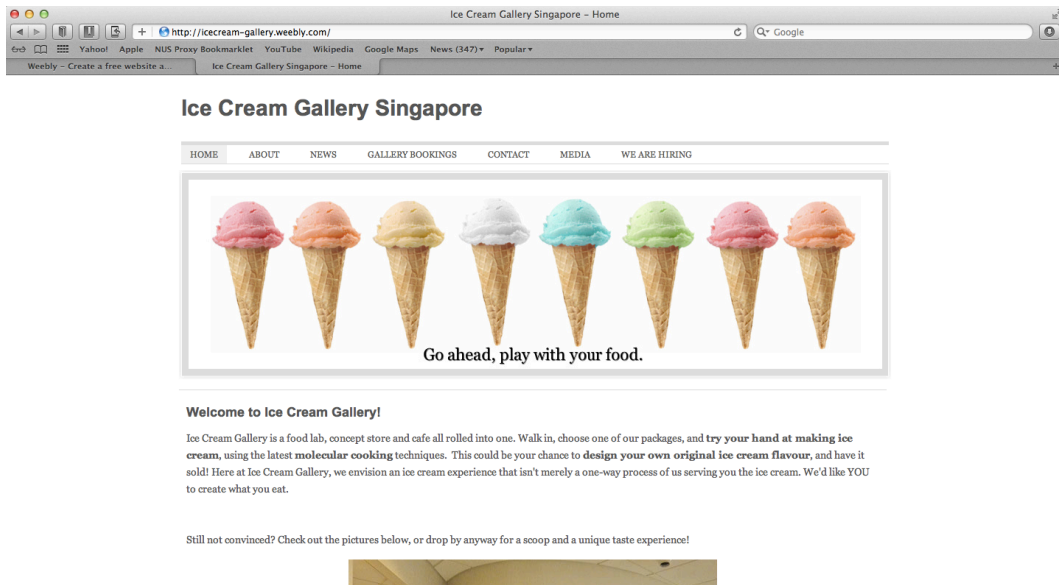 Ice Cream Gallery Singapore – Home
http://icecream-gallery.weebly.com/
Google
Yahoo! Apple NUS Proxy Bookmarklet YouTube Wikipedia Google Maps News (347) Popular
Weebly – Create a free website a... Ice Cream Gallery Singapore – Home
Ice Cream Gallery Singapore
HOME ABOUT NEWS GALLERY BOOKINGS CONTACT MEDIA WE ARE HIRING
Go ahead, play with your food.
Welcome to Ice Cream Gallery!
Ice Cream Gallery is a food lab, concept store and cafe all rolled into one. Walk in, choose one of our packages, and try your hand at making ice
cream, using the latest molecular cooking techniques. This could be your chance to design your own original ice cream flavour, and have it
sold! Here at Ice Cream Gallery, we envision an ice cream experience that isn't merely a one-way process of us serving you the ice cream. We'd like YOU
to create what you eat.
Still not convinced? Check out the pictures below, or drop by anyway for a scoop and a unique taste experience!